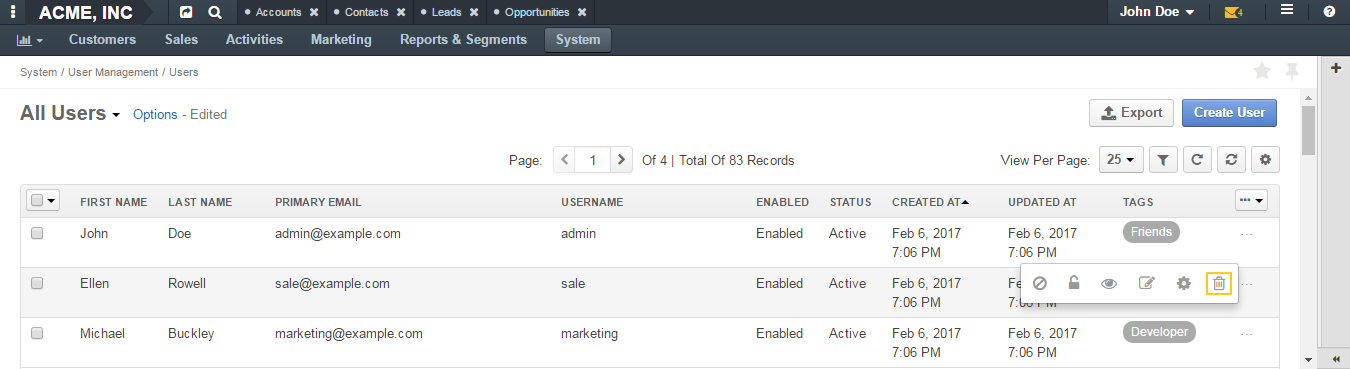 ACME, INC Accounts Contacts Leads Opportunities John Doe 4
Customers Sales Activities Marketing Reports & Segments System
System / User Management / Users
All Users Options - Edited Export Create User
Page: 1 Of 4 | Total Of 83 Records View Per Page: 25
FIRST NAME LAST NAME PRIMARY EMAIL USERNAME ENABLED STATUS CREATED AT UPDATED AT TAGS
John Doe admin@example.com admin Enabled Active Feb 6, 2017 Feb 6, 2017 Friends ...
7:06 PM 7:06 PM
Ellen Rowell sale@example.com sale Enabled Active Feb 6, 2017 ...
7:06 PM 7:06 PM
Michael Buckley marketing@example.com marketing Enabled Active Feb 6, 2017 Feb 6, 2017 Developer ...
7:06 PM 7:06 PM